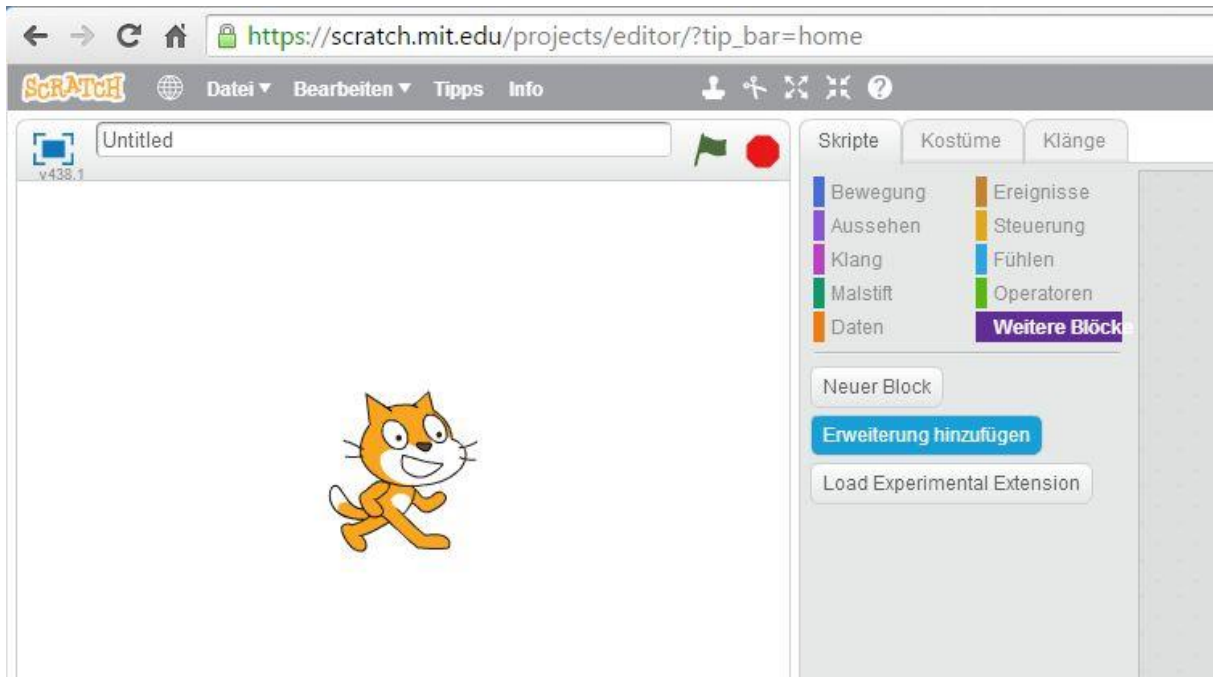 https://scratch.mit.edu/projects/editor/?tip_bar=home
SCRATCH Datei Bearbeiten Tipps Info
Untitled
v438.1
Skripte Kostüme Klänge
Bewegung Ereignisse
Aussehen Steuerung
Klang Fühlen
Malstift Operatoren
Daten Weitere Blöcke
Neuer Block
Erweiterung hinzufügen
Load Experimental Extension